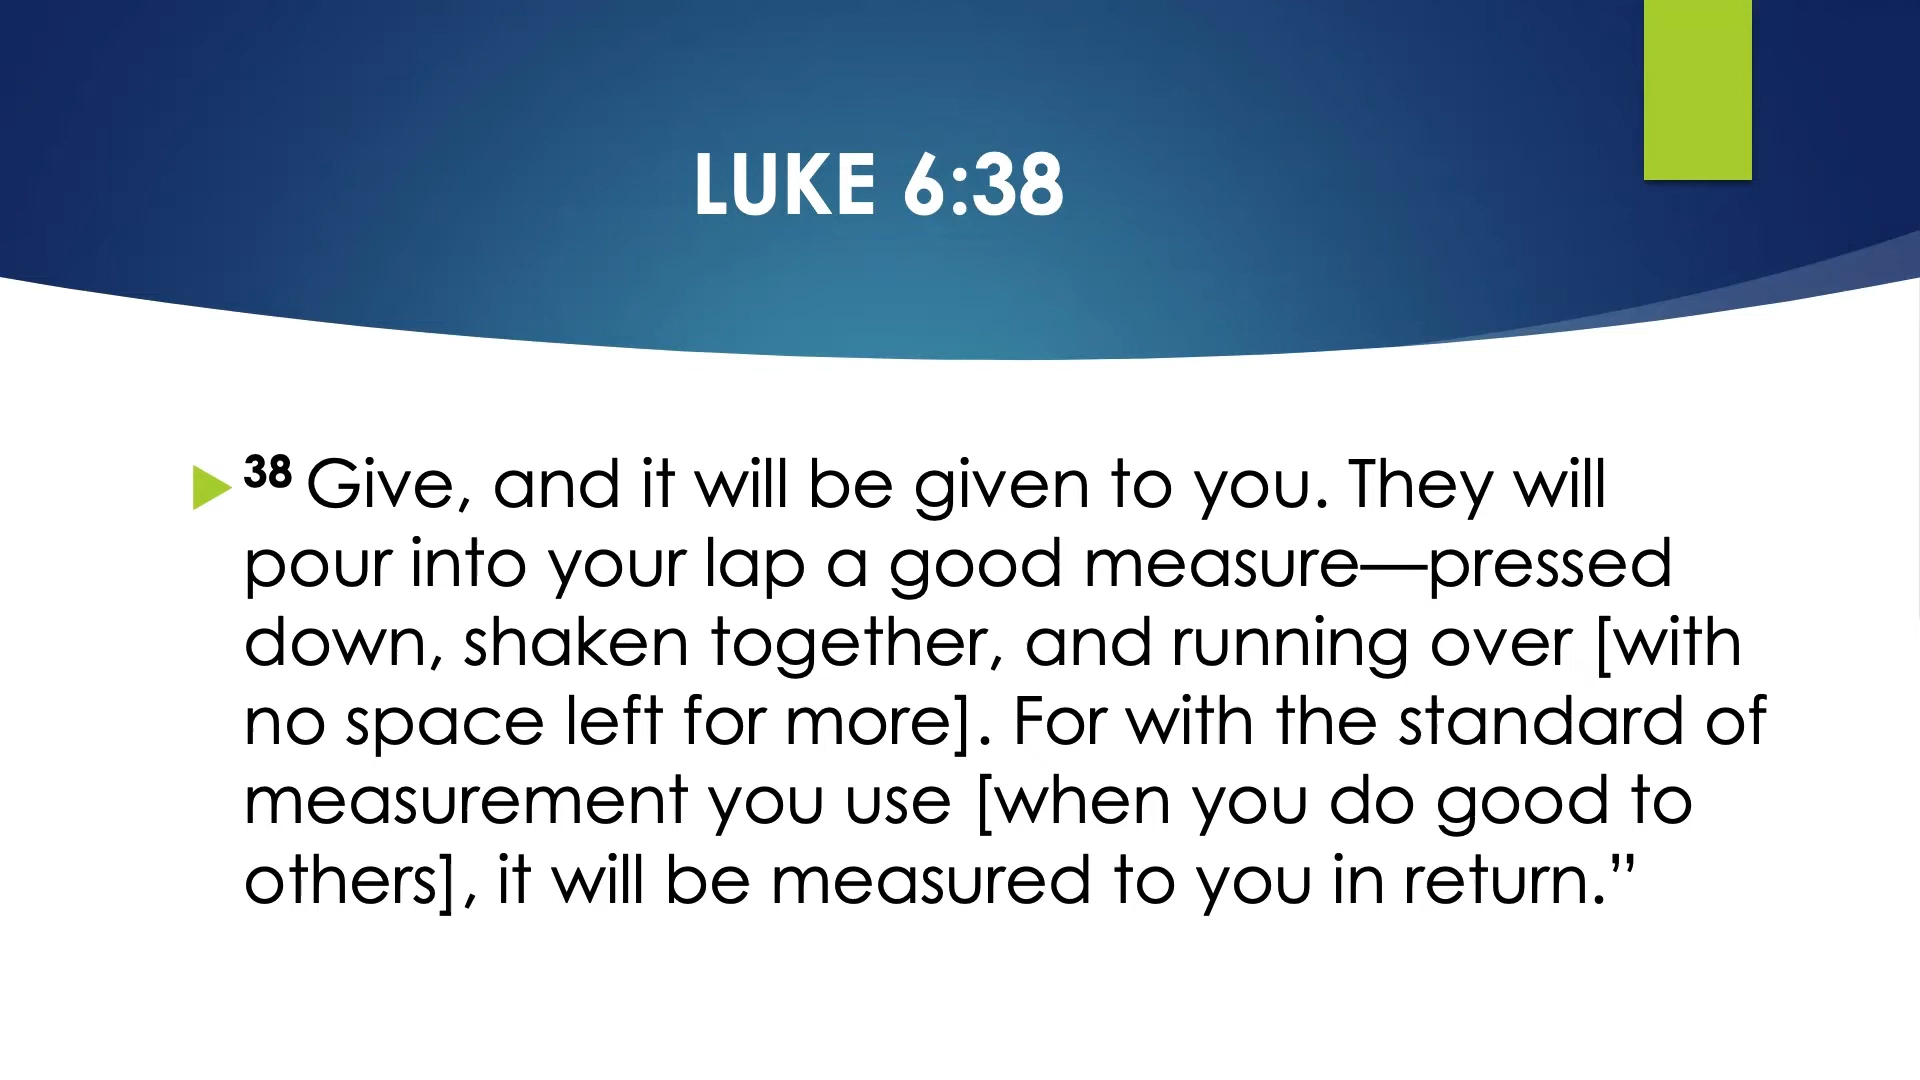 LUKE 6:38
38 Give, and it will be given to you. They will
pour into your lap a good measure—pressed
down, shaken together, and running over [with
no space left for more]. For with the standard of
measurement you use [when you do good to
others], it will be measured to you in return.”